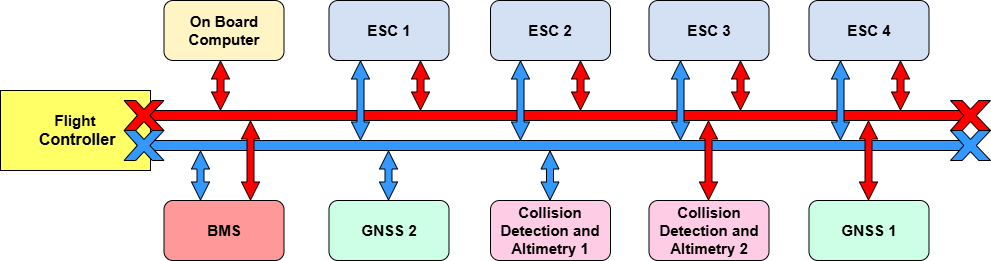 On Board
Computer
ESC 1
ESC 2
ESC 3
ESC 4
Flight
Controller
BMS
GNSS 2
Collision
Detection and
Altimetry 1
Collision
Detection and
Altimetry 2
GNSS 1